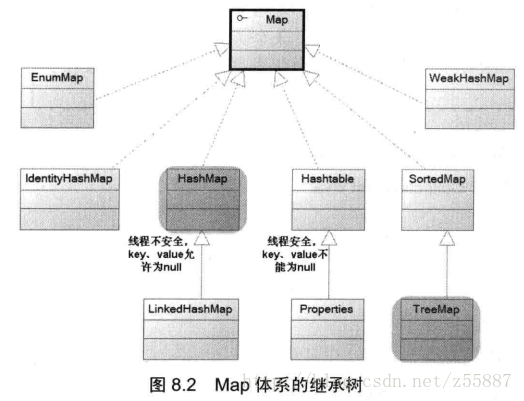 Map
EnumMap
WeakHashMap
IdentityHashMap
HashMap
Hashtable
SortedMap
线程不安全，
key、value允
许为null
线程安全，
key、value不
能为null
LinkedHashMap
Properties
TreeMap
图 8.2 Map 体系的继承树
csdn.net/z55887